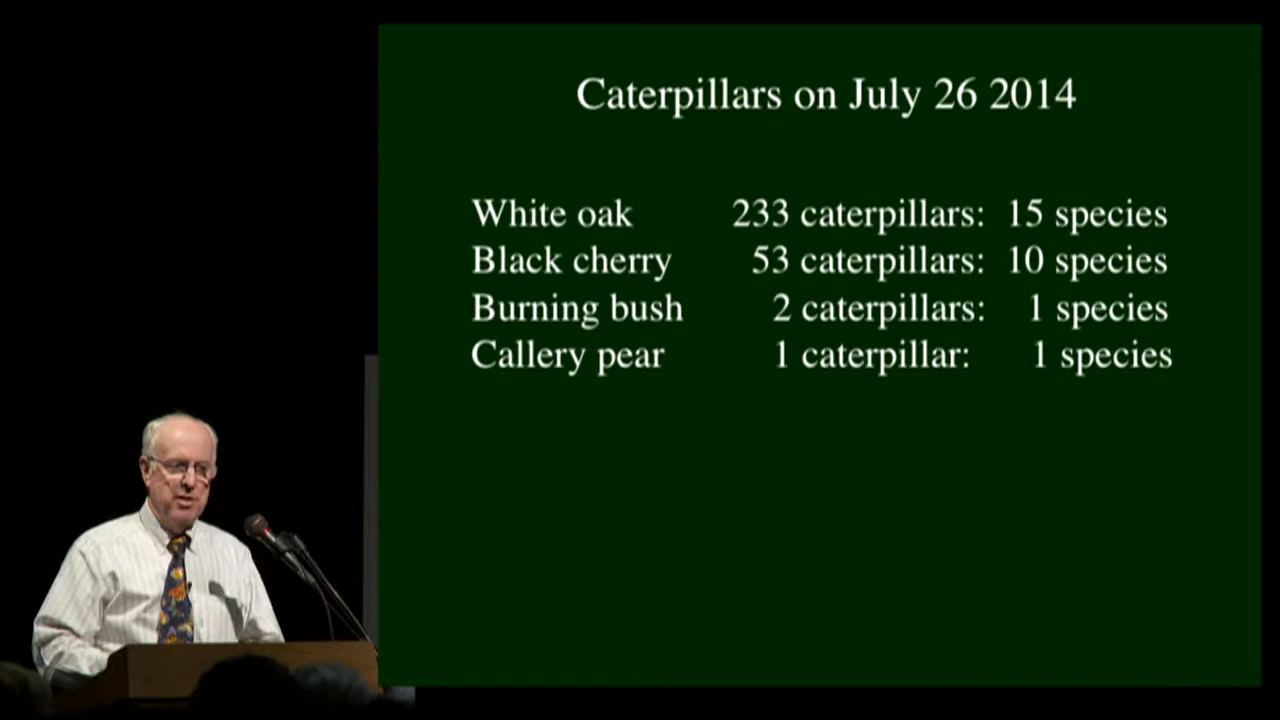 Caterpillars on July 26 2014
White oak 233 caterpillars: 15 species
Black cherry 53 caterpillars: 10 species
Burning bush 2 caterpillars: 1 species
Callery pear 1 caterpillar: 1 species